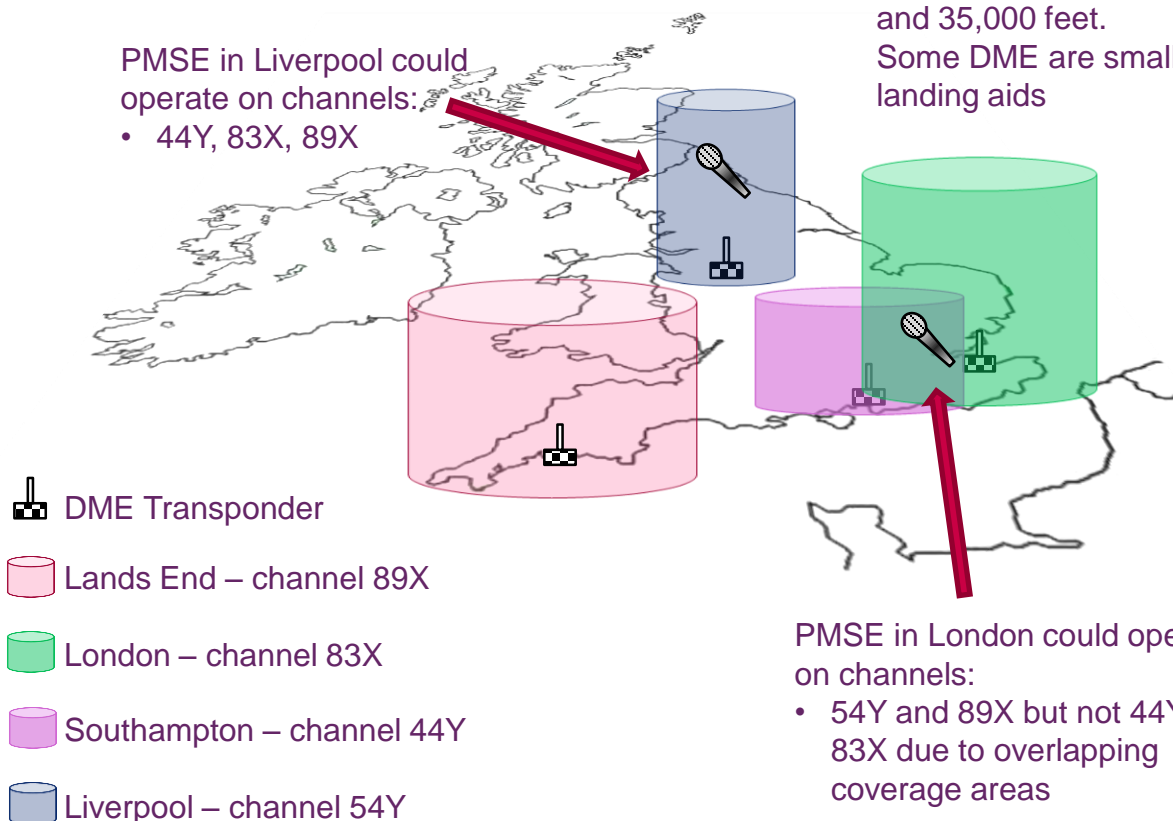 and 35,000 feet.
Some DME are small
landing aids
PMSE in Liverpool could
operate on channels:
• 44Y, 83X, 89X
DME Transponder
Lands End – channel 89X
London – channel 83X
Southampton – channel 44Y
Liverpool – channel 54Y
PMSE in London could ope
on channels:
• 54Y and 89X but not 44Y
83X due to overlapping
coverage areas